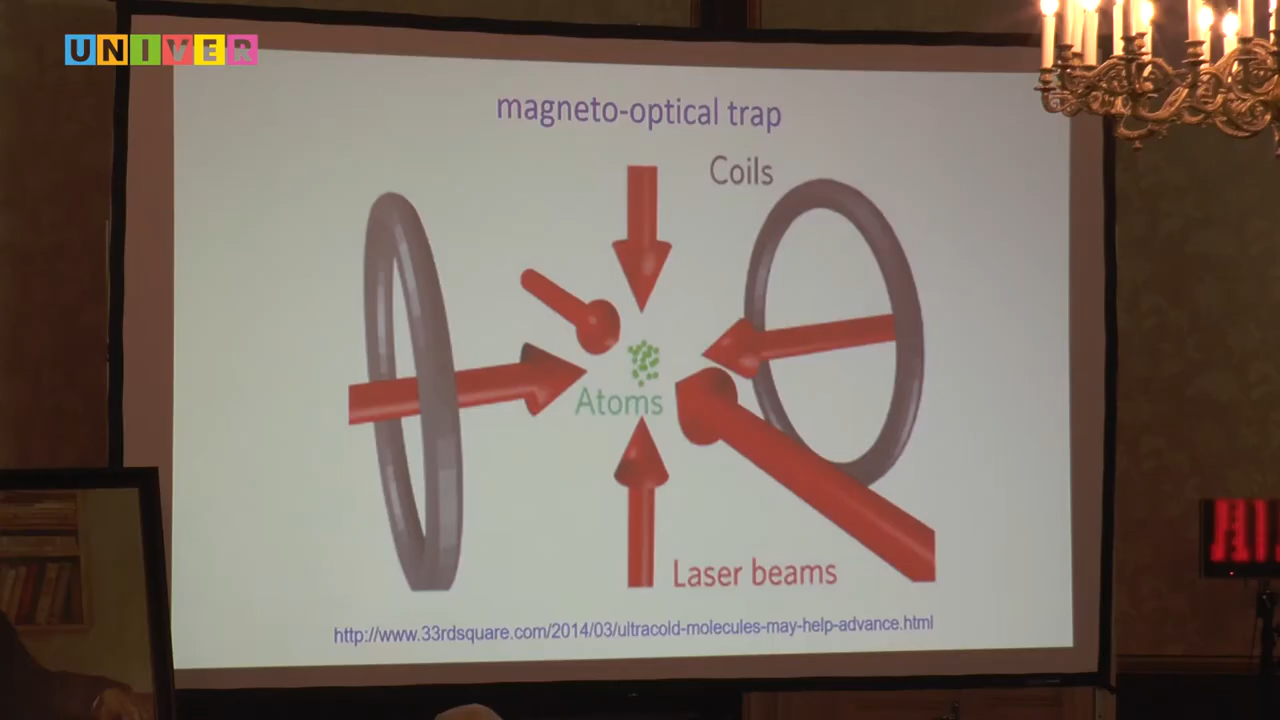 UNIVER
magneto-optical trap
Coils
Atoms
Laser beams
http://www.33rdsquare.com/2014/03/ultracold-molecules-may-help-advance.html